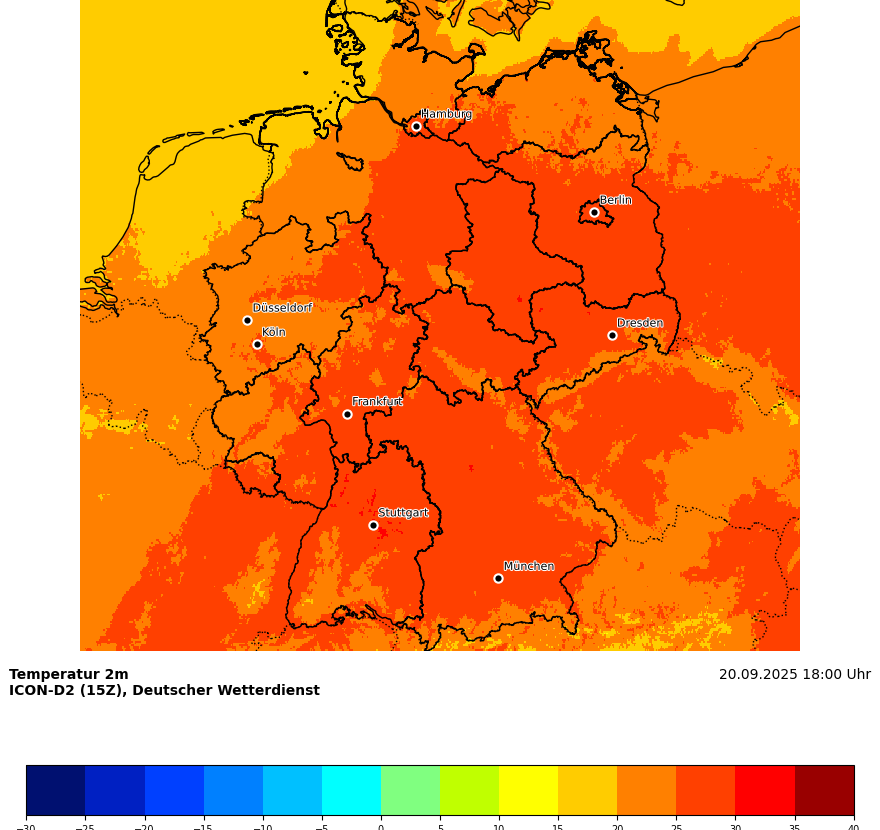 Hamburg
Berlin
Düsseldorf
Köln
Dresden
Frankfurt
Stuttgart
München
Temperatur 2m
20.09.2025 18:00 Uhr
ICON-D2 (15Z), Deutscher Wetterdienst
−30 −25 −20 −15 −10 −5 0 5 10 15 20 25 30 35 40